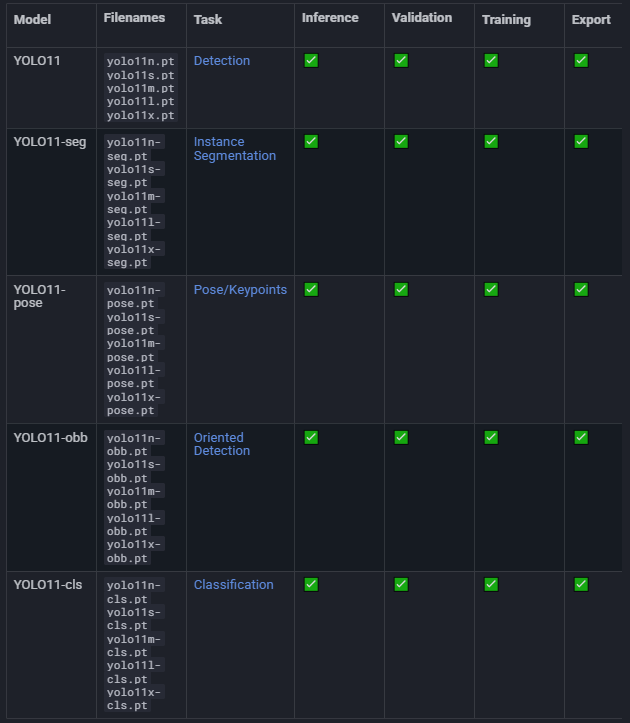 Model Filenames Task Inference Validation Training Export
YOLO11 yolo11n.pt Detection ✅ ✅ ✅ ✅
yolo11s.pt
yolo11m.pt
yolo11l.pt
yolo11x.pt
YOLO11-seg yolo11n- Instance ✅ ✅ ✅ ✅
seg.pt Segmentation
yolo11s-
seg.pt
yolo11m-
seg.pt
yolo11l-
seg.pt
yolo11x-
seg.pt
YOLO11- yolo11n- Pose/Keypoints ✅ ✅ ✅ ✅
pose pose.pt
yolo11s-
pose.pt
yolo11m-
pose.pt
yolo11l-
pose.pt
yolo11x-
pose.pt
YOLO11-obb yolo11n- Oriented ✅ ✅ ✅ ✅
obb.pt Detection
yolo11s-
obb.pt
yolo11m-
obb.pt
yolo11l-
obb.pt
yolo11x-
obb.pt
YOLO11-cls yolo11n- Classification ✅ ✅ ✅ ✅
cls.pt
yolo11s-
cls.pt
yolo11m-
cls.pt
yolo11l-
cls.pt
yolo11x-
cls.pt